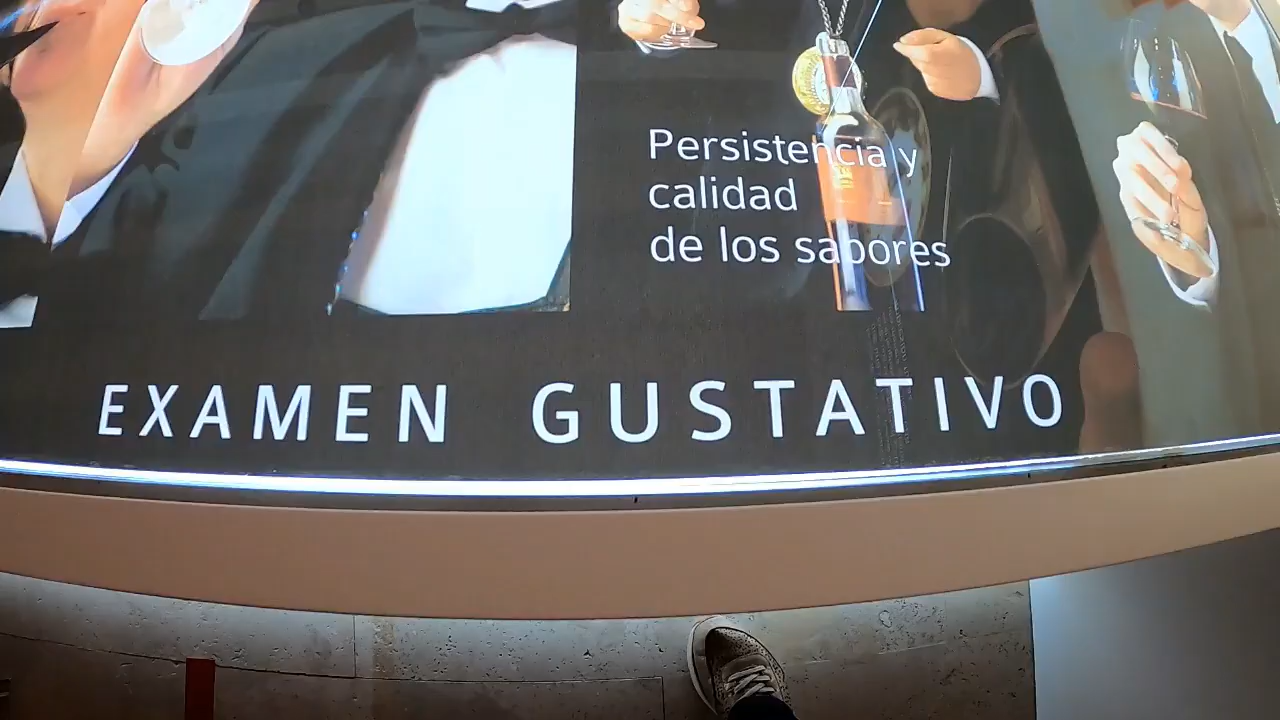 Persistencia y
calidad
de los sabores
EXAMEN GUSTATIVO